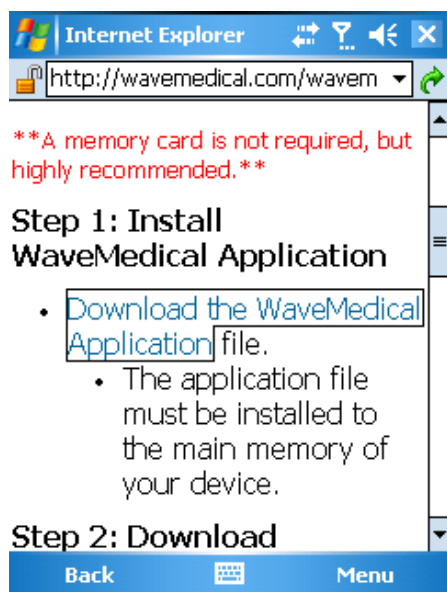 Internet Explorer
http://wavemedical.com/wavem
**A memory card is not required, but
highly recommended.**
Step 1: Install
WaveMedical Application
• Download the WaveMedical
Application file.
• The application file
must be installed to
the main memory of
your device.
Step 2: Download
Back Menu